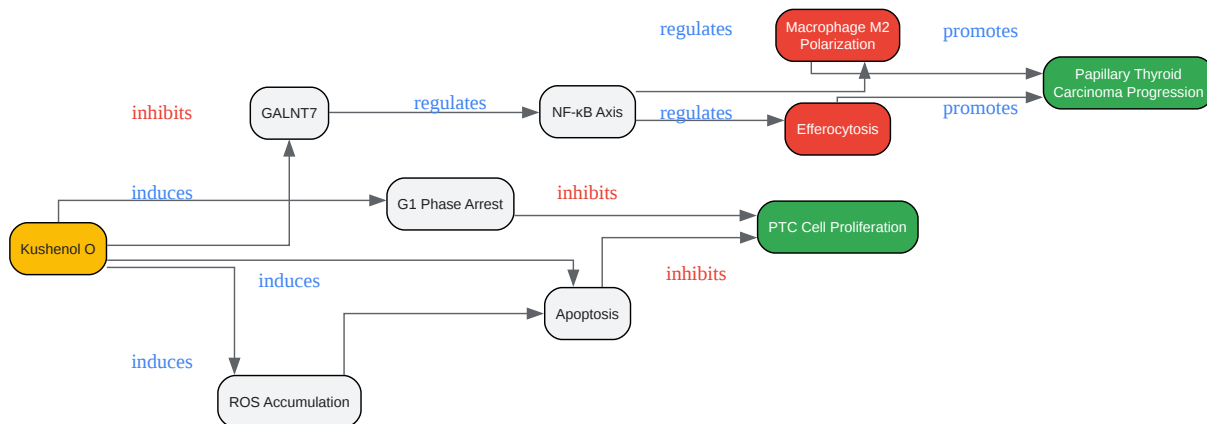 regulates
Macrophage M2
Polarization
promotes
Papillary Thyroid
Carcinoma Progression
inhibits
GALNT7
regulates
NF-κB Axis
regulates
Efferocytosis
promotes
induces
G1 Phase Arrest
inhibits
PTC Cell Proliferation
Kushenol O
induces
inhibits
Apoptosis
induces
ROS Accumulation